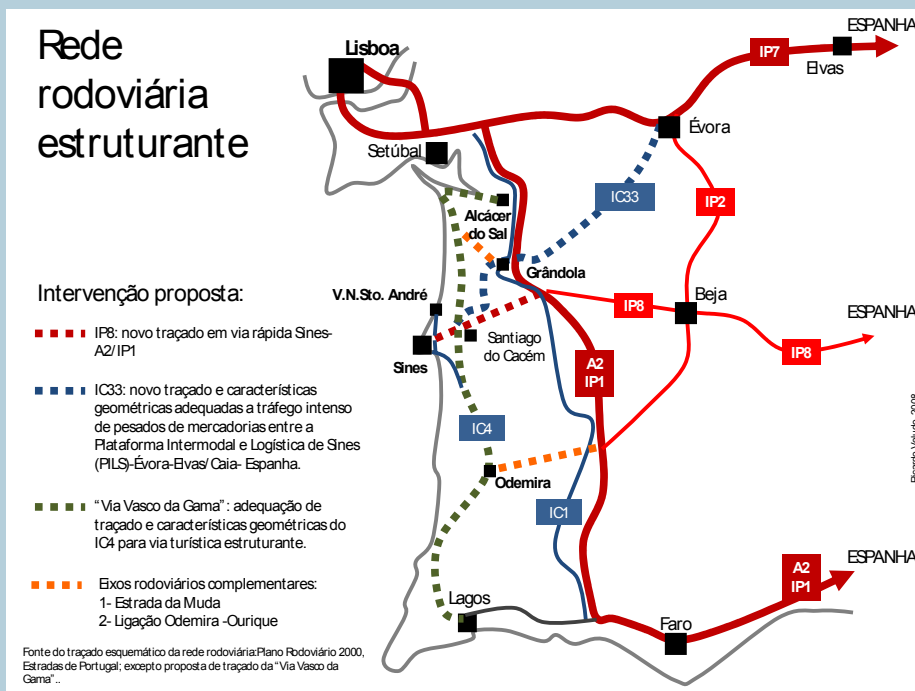 Rede
rodoviária
estruturante
Intervenção proposta:
IP8: novo traçado em via rápida Sines-
A2/IP1
IC33: novo traçado e características
geométricas adequadas a tráfego intenso
de pesados de mercadorias entre a
Plataforma Intermodal e Logística de Sines
(PILS)-Évora-Elvas/Caia- Espanha.
“Via Vasco da Gama”: adequação de
traçado e características geométricas do
IC4 para via turística estruturante.
Eixos rodoviários complementares:
1- Estrada da Muda
2- Ligação Odemira -Ourique
Fonte do traçado esquemático da rede rodoviária:Plano Rodoviário 2000,
Estradas de Portugal; excepto proposta de traçado da “Via Vasco da
Gama”..
Lisboa
ESPANHA
IP7
Elvas
Évora
Setúbal
IC33
IP2
Alcácer
do Sal
Grândola
V.N.Sto. André
IP8
Beja
ESPANHA
IP8
Santiago
do Cacém
Sines
A2
IP1
IC4
Odemira
IC1
A2
IP1
ESPANHA
Lagos
Faro